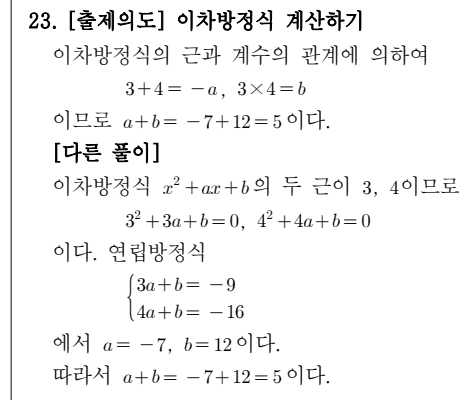 23. [출제의도] 이차방정식 계산하기
이차방정식의 근과 계수의 관계에 의하여
3+4 = -a, 3×4 = b
이므로 a+b = -7+12 = 5이다.
[다른 풀이]
이차방정식 x²+ax+b의 두 근이 3, 4이므로
3²+3a+b=0, 4²+4a+b=0
이다. 연립방정식
{3a+b = -9
4a+b = -16
에서 a = -7, b = 12이다.
따라서 a+b = -7+12 = 5이다.